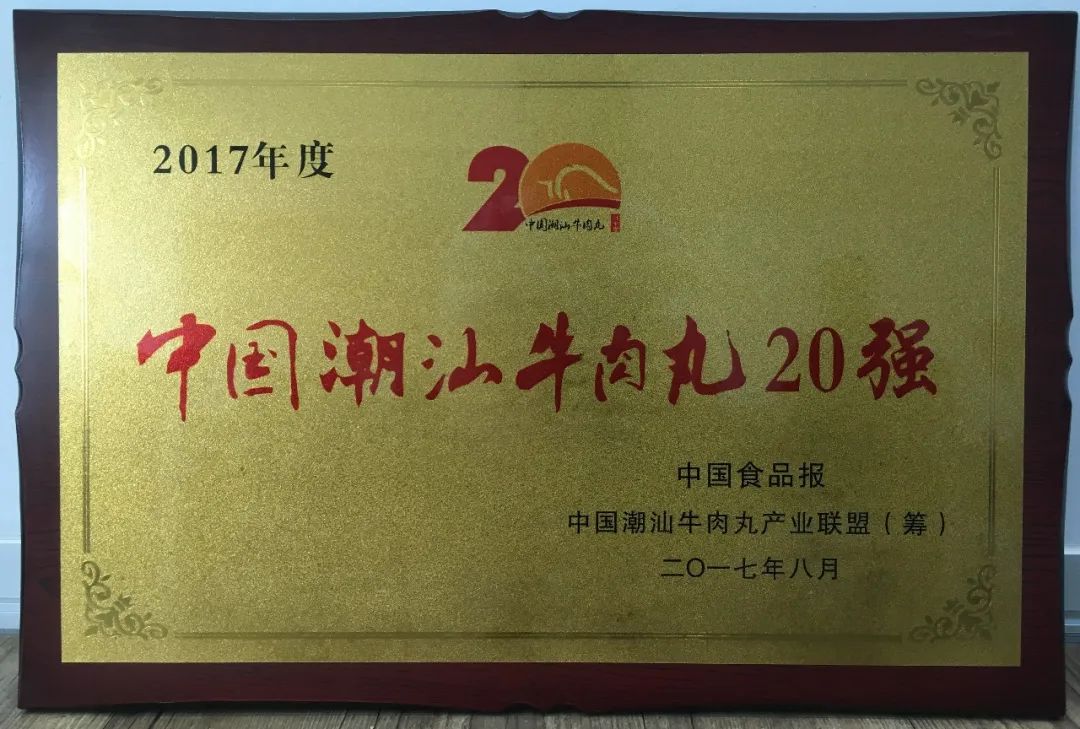 2017年度
20
中国潮汕牛肉丸
中国潮汕牛肉丸20强
中国食品报
中国潮汕牛肉丸产业联盟（筹）
二〇一七年八月